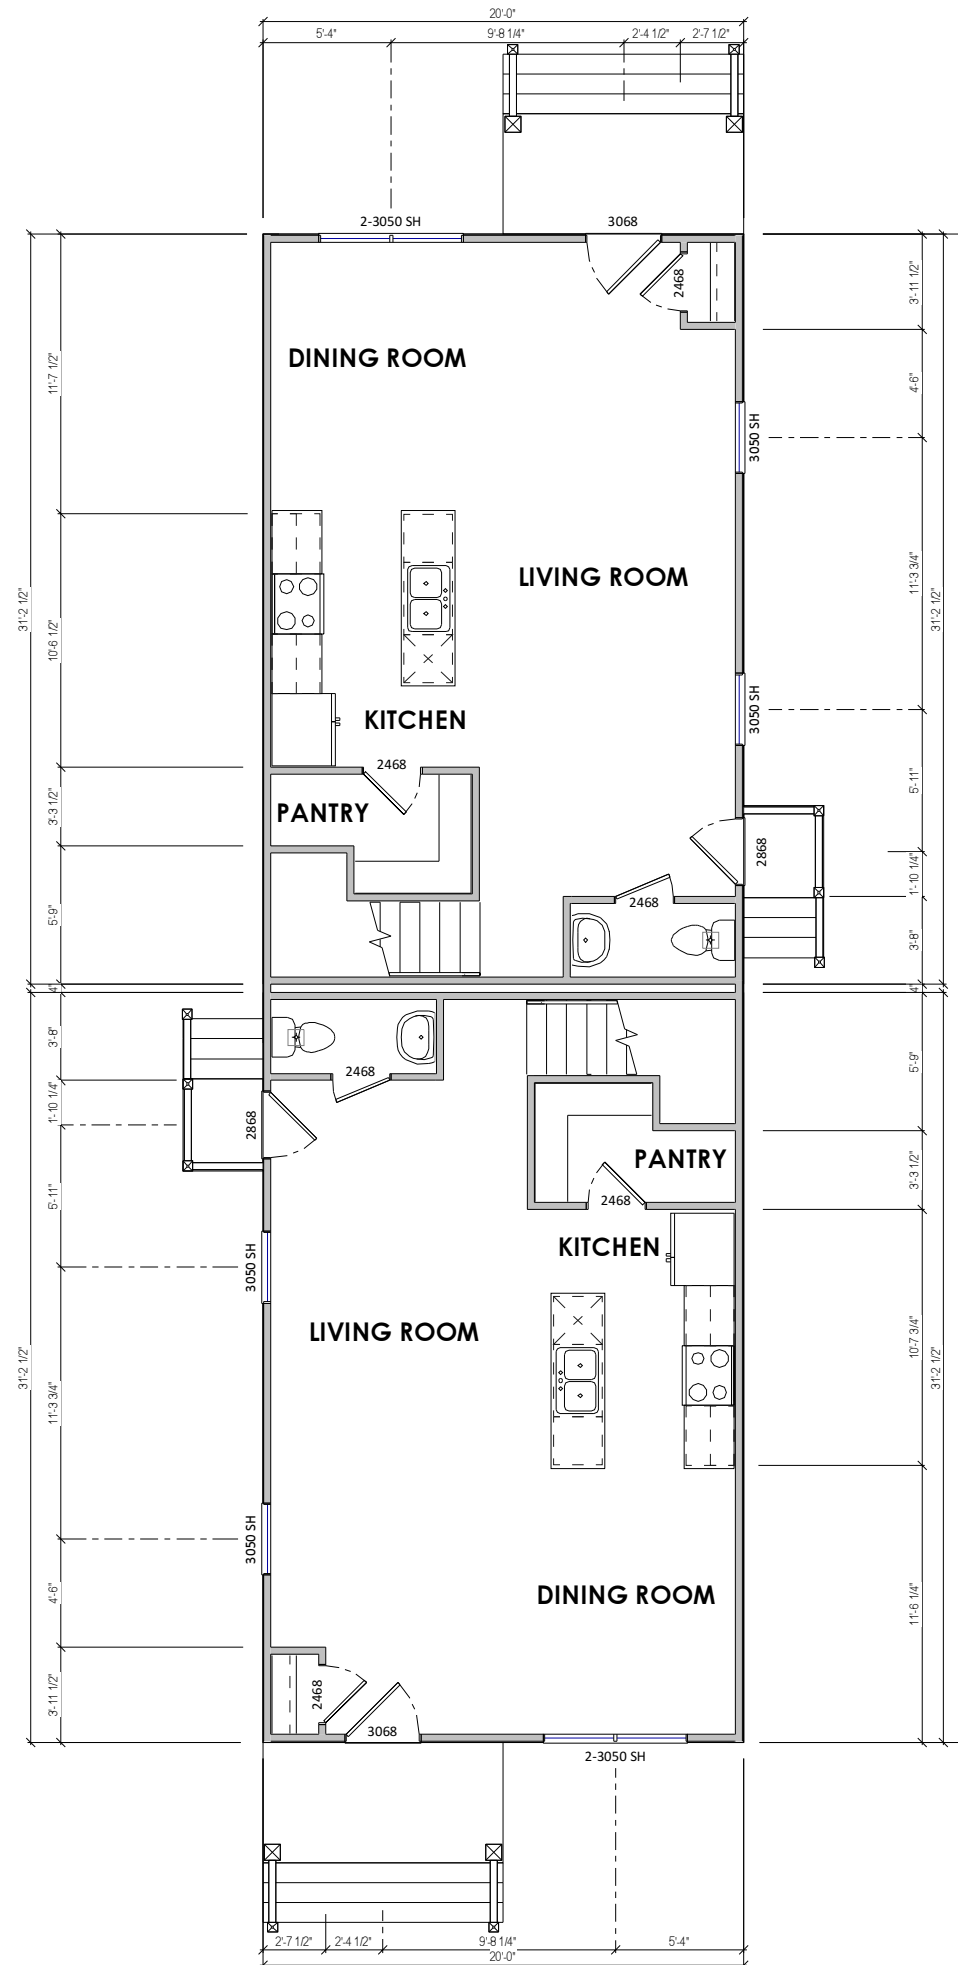 20'-0"
5'-4" 9'-8 1/4" 2'-4 1/2" 2'-7 1/2"
2-3050 SH 3068
2468
3'-11 1/2"
DINING ROOM
11'-7 1/2"
4'-6"
3050 SH
LIVING ROOM
11'-3 3/4"
31'-2 1/2"
31'-2 1/2"
10'-6 1/2"
KITCHEN
3050 SH
2468
PANTRY
3'-3 1/2"
5'-11"
2868
1'-10 1/4"
2468
5'-9"
3'-8"
4"
4"
3'-8"
5'-9"
2468
1'-10 1/4"
2868
PANTRY
3'-3 1/2"
2468
5'-11"
KITCHEN
3050 SH
LIVING ROOM
10'-7 3/4"
31'-2 1/2"
31'-2 1/2"
11'-3 3/4"
3050 SH
4'-6"
DINING ROOM
11'-6 1/4"
3'-11 1/2"
2468
3068
2-3050 SH
2'-7 1/2" 2'-4 1/2" 9'-8 1/4" 5'-4"
20'-0"